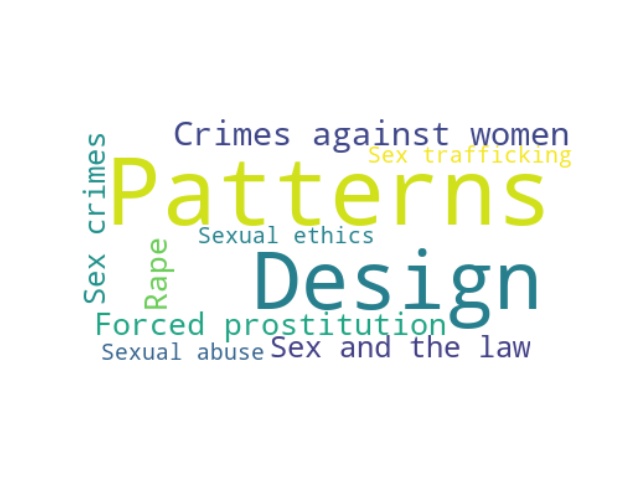 Crimes against women
Sex trafficking
Sex crimes
Patterns
Sexual ethics
Rape
Design
Forced prostitution
Sexual abuse
Sex and the law